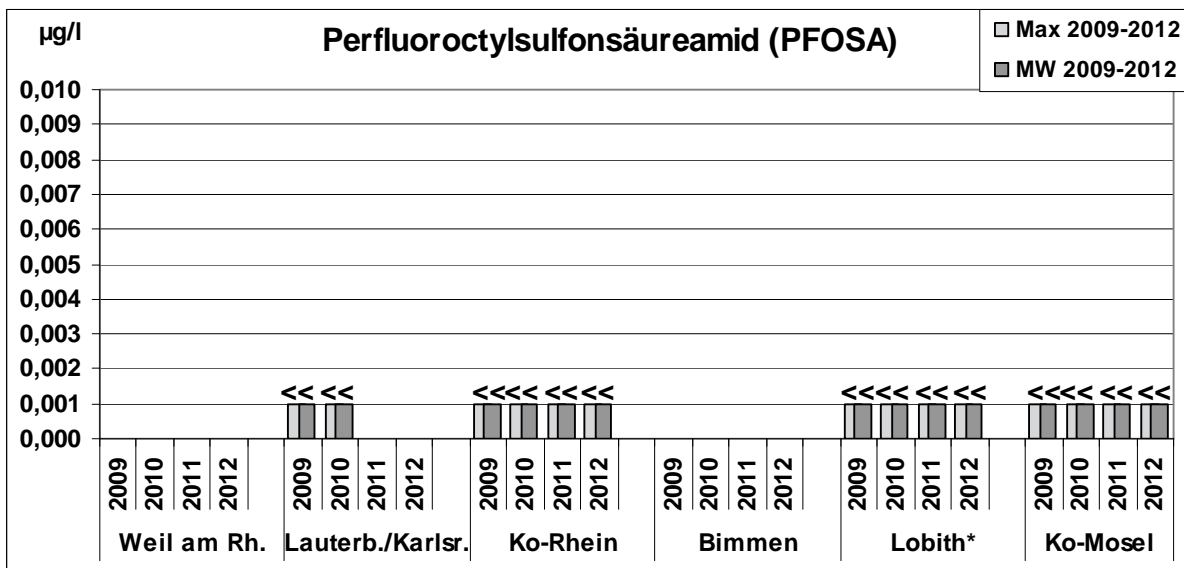 µg/l
Perfluoroctylsulfonsäureamid (PFOSA)
Max 2009-2012
MW 2009-2012
0,010
0,009
0,008
0,007
0,006
0,005
0,004
0,003
0,002
0,001
0,000
<< << << << << << << << << << << << << <<
2009 2010 2011 2012 2009 2010 2011 2012 2009 2010 2011 2012 2009 2010 2011 2012 2009 2010 2011 2012 2009 2010 2011 2012
Weil am Rh. Lauterb./Karlsr. Ko-Rhein Bimmen Lobith* Ko-Mosel